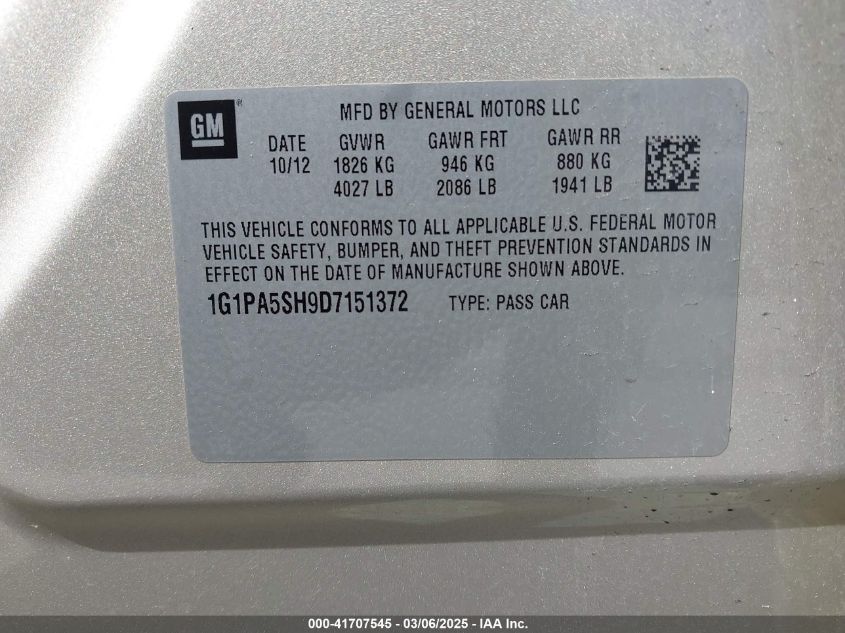 GM ®
MFD BY GENERAL MOTORS LLC
DATE GVWR GAWR FRT GAWR RR
10/12 1826 KG 946 KG 880 KG
4027 LB 2086 LB 1941 LB
THIS VEHICLE CONFORMS TO ALL APPLICABLE U.S. FEDERAL MOTOR
VEHICLE SAFETY, BUMPER, AND THEFT PREVENTION STANDARDS IN
EFFECT ON THE DATE OF MANUFACTURE SHOWN ABOVE.
1G1PA5SH9D7151372 TYPE: PASS CAR
000-41707545 - 03/06/2025 - IAA Inc.